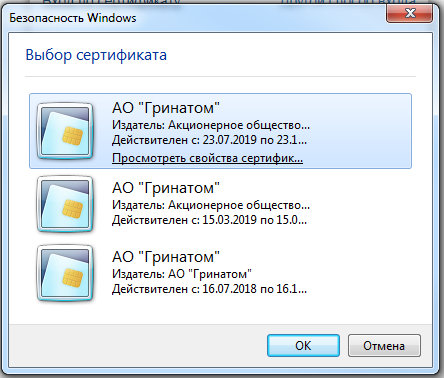 Безопасность Windows
Выбор сертификата
АО "Гринатом"
Издатель: Акционерное общество...
Действителен с: 23.07.2019 по 23.1...
Просмотреть свойства сертифик...
АО "Гринатом"
Издатель: Акционерное общество...
Действителен с: 15.03.2019 по 15.0...
АО "Гринатом"
Издатель: АО "Гринатом"
Действителен с: 16.07.2018 по 16.1...
ОК
Отмена